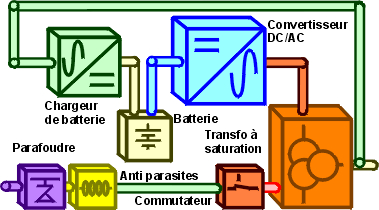 Convertisseur
DC/AC
Chargeur
de batterie
Batterie
Transfo à
saturation
Parafoudre
Anti parasites
Commutateur